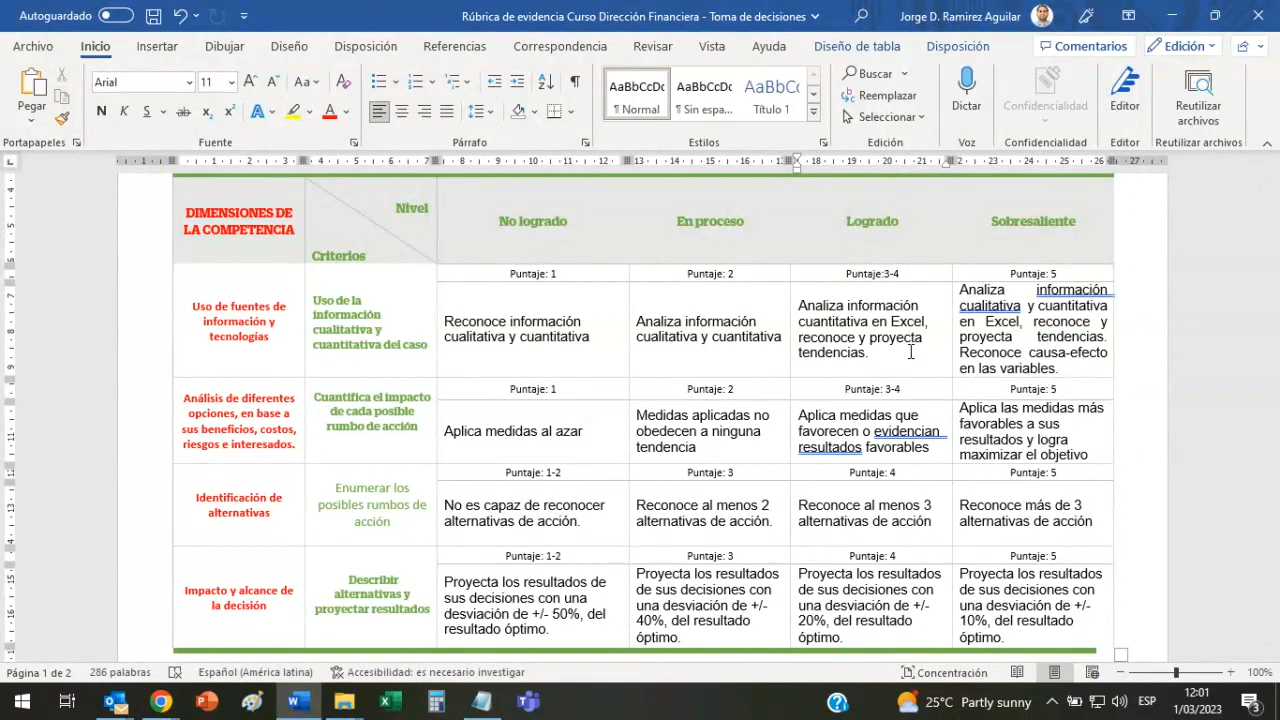 Autoguardado
Rúbrica de evidencia Curso Dirección Financiera - Toma de decisiones
Jorge D. Ramirez Aguilar
Archivo Inicio Insertar Dibujar Diseño Disposición Referencias Correspondencia Revisar Vista Ayuda Diseño de tabla Disposición Comentarios Edición
Arial 11
Pegar
N K S ab x₂ x²
AaBbCcDc AaBbCcDc AaBbC
¶ Normal ¶ Sin espa... Título 1
Buscar
Reemplazar
Seleccionar
Dictar
Confidencialidad
Editor
Reutilizar archivos
Portapapeles Fuente Párrafo Estilos Edición Voz Confidencialidad Editor Reutilizar archivos
DIMENSIONES DE
LA COMPETENCIA
Nivel
Criterios
No logrado
En proceso
Logrado
Sobresaliente
Puntaje: 1
Puntaje: 2
Puntaje:3-4
Puntaje: 5
Uso de fuentes de
información y
tecnologías
Uso de la
información
cualitativa y
cuantitativa del caso
Reconoce información
cualitativa y cuantitativa
Analiza información
cualitativa y cuantitativa
Analiza información
cuantitativa en Excel,
reconoce y proyecta
tendencias.
Analiza información
cualitativa y cuantitativa
en Excel, reconoce y
proyecta tendencias.
Reconoce causa-efecto
en las variables.
Puntaje: 1
Puntaje: 2
Puntaje: 3-4
Puntaje: 5
Análisis de diferentes
opciones, en base a
sus beneficios, costos,
riesgos e interesados.
Cuantifica el impacto
de cada posible
rumbo de acción
Aplica medidas al azar
Medidas aplicadas no
obedecen a ninguna
tendencia
Aplica medidas que
favorecen o evidencian
resultados favorables
Aplica las medidas más
favorables a sus
resultados y logra
maximizar el objetivo
Puntaje: 1-2
Puntaje: 3
Puntaje: 4
Puntaje: 5
Identificación de
alternativas
Enumerar los
posibles rumbos de
acción
No es capaz de reconocer
alternativas de acción.
Reconoce al menos 2
alternativas de acción.
Reconoce al menos 3
alternativas de acción
Reconoce más de 3
alternativas de acción
Puntaje: 1-2
Puntaje: 3
Puntaje: 4
Puntaje: 5
Impacto y alcance de
la decisión
Describir
alternativas y
proyectar resultados
Proyecta los resultados de
sus decisiones con una
desviación de +/- 50%, del
resultado óptimo.
Proyecta los resultados
de sus decisiones con
una desviación de +/-
40%, del resultado
óptimo.
Proyecta los resultados
de sus decisiones con
una desviación de +/-
20%, del resultado
óptimo.
Proyecta los resultados
de sus decisiones con
una desviación de +/-
10%, del resultado
óptimo.
Página 1 de 2 286 palabras Español (América latina) Accesibilidad: es necesario investigar Concentración 100%
25°C Partly sunny ESP
12:01
1/03/2023
3